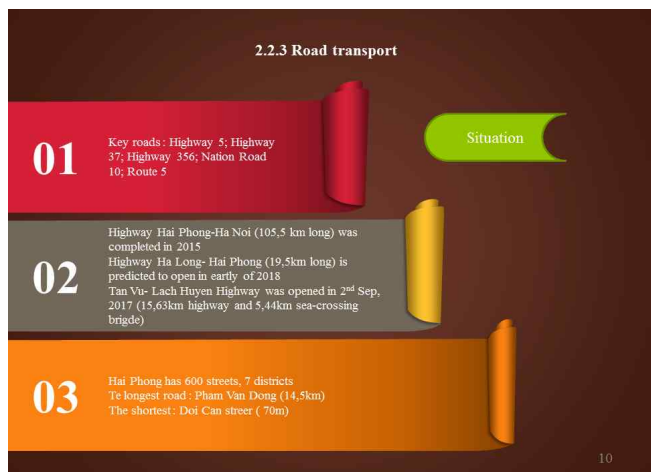 2.2.3 Road transport
Situation
01
Key roads : Highway 5; Highway
37; Highway 356; Nation Road
10; Route 5
02
Highway Hai Phong-Ha Noi (105,5 km long) was
completed in 2015
Highway Ha Long- Hai Phong (19,5km long) is
predicted to open in eartly of 2018
Tan Vu- Lach Huyen Highway was opened in 2nd Sep,
2017 (15,63km highway and 5,44km sea-crossing
brigde)
03
Hai Phong has 600 streets, 7 districts
Te longest road : Pham Van Dong (14,5km)
The shortest : Doi Can streer ( 70m)
10